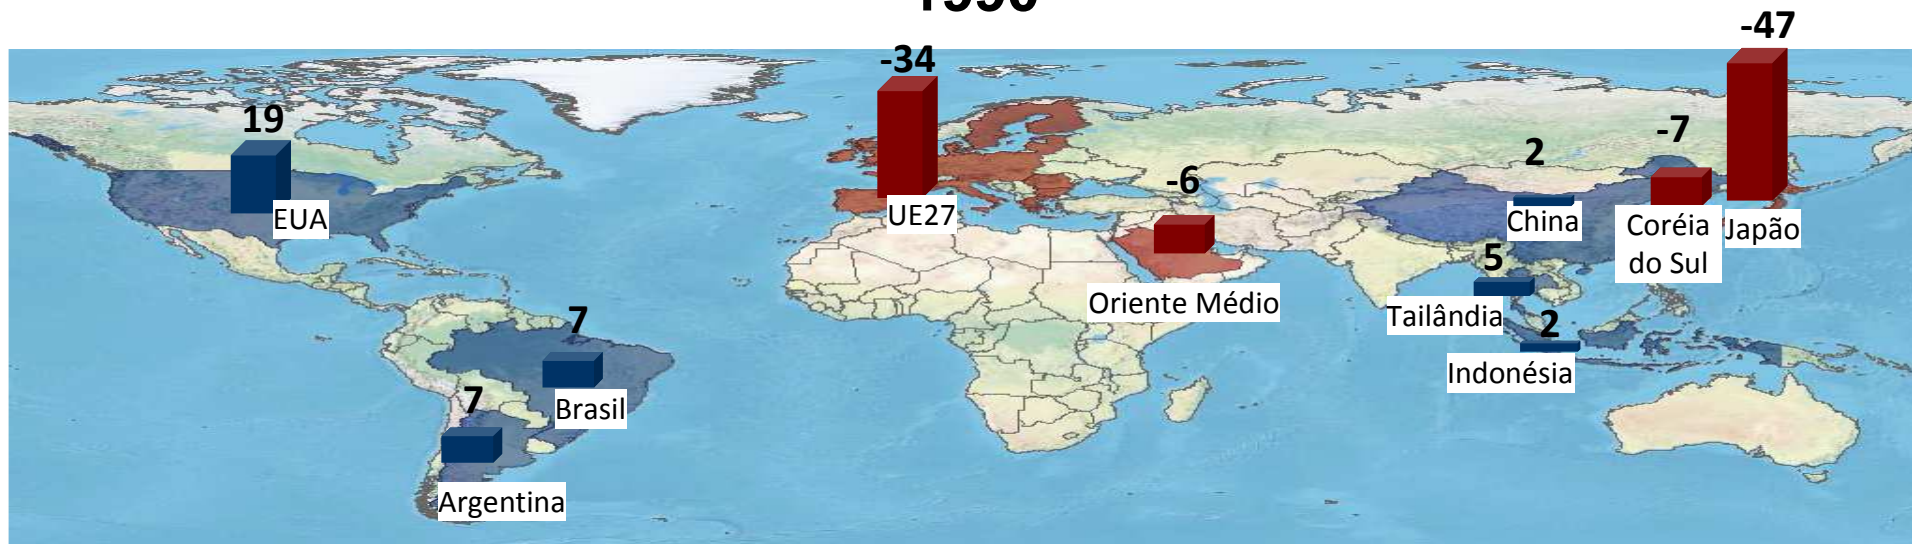 -47
-34
19
-7
2
-6
EUA
UE27
China
Coréia
do Sul
Japão
5
Oriente Médio
Tailândia
7
2
Indonésia
7
Brasil
Argentina